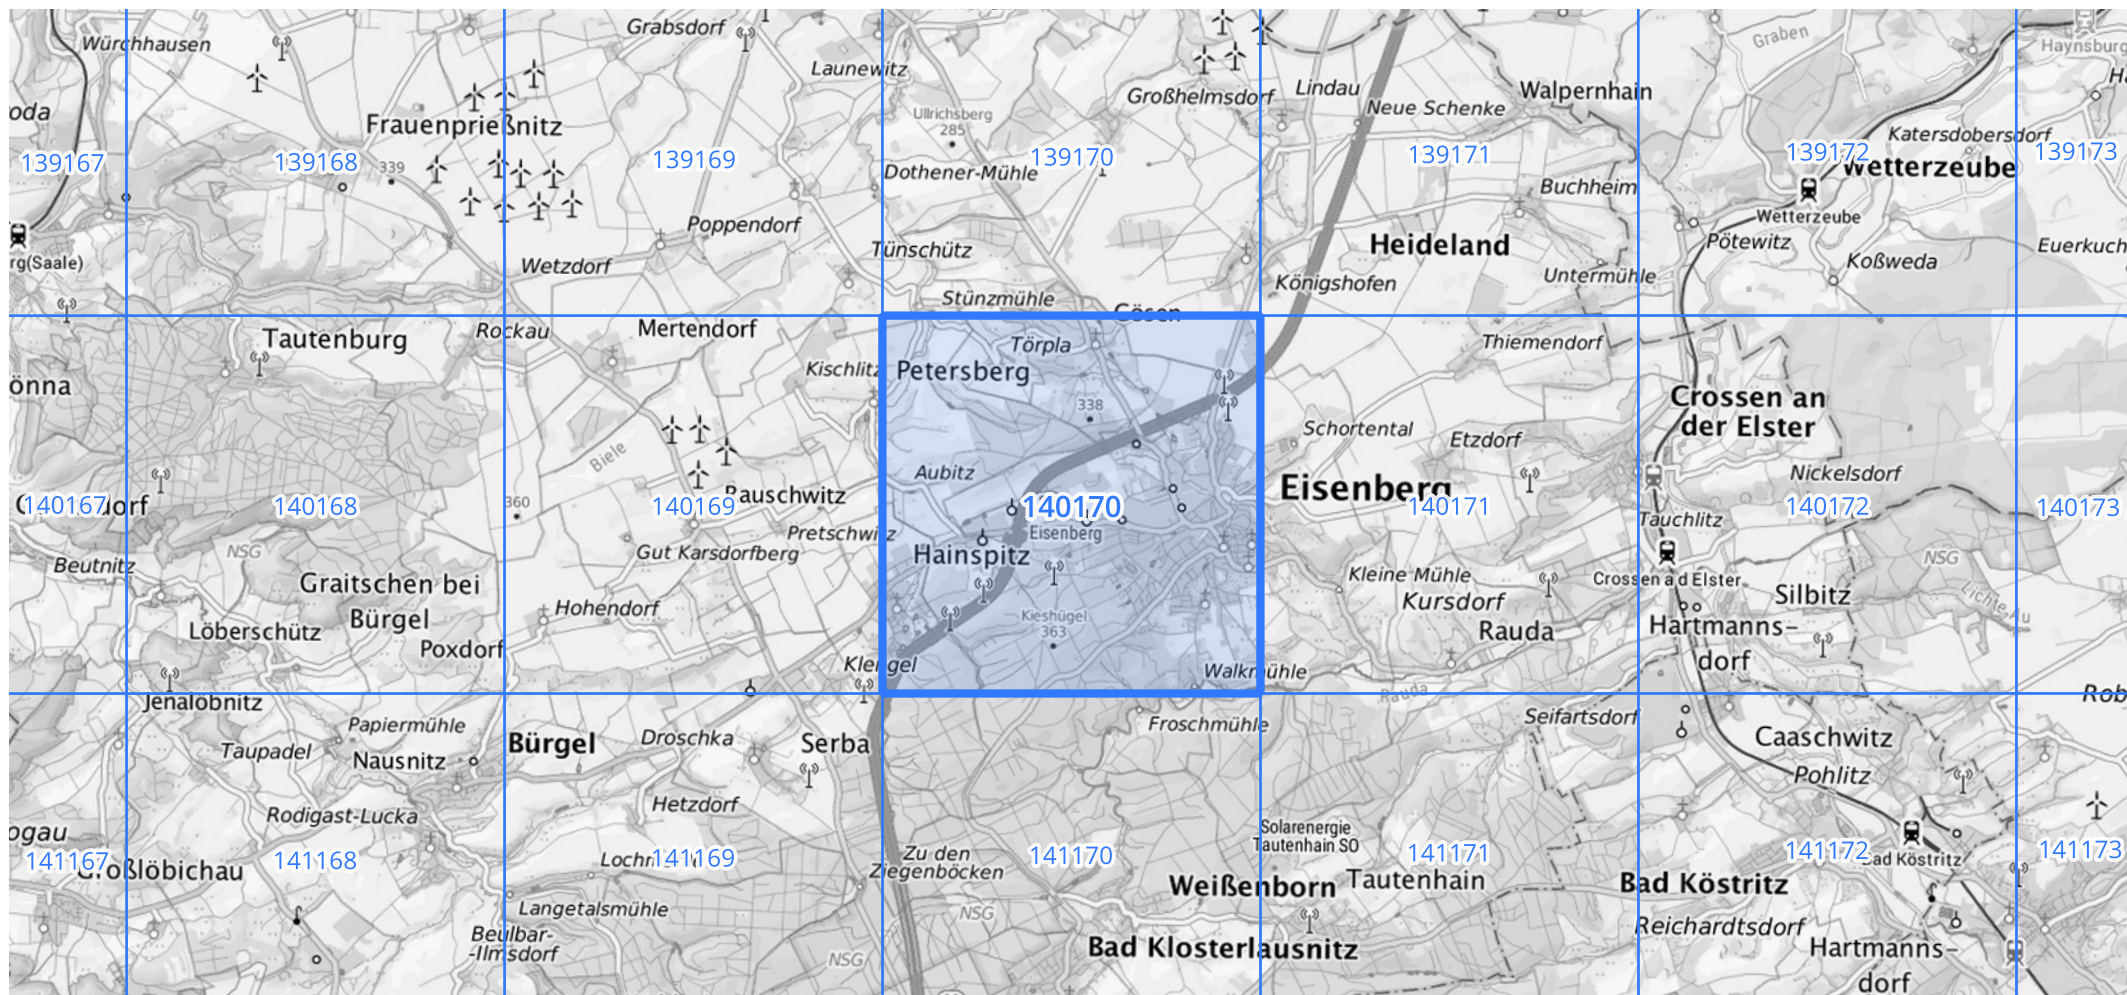 Würchhausen
Grabsdorf
Launewitz
Großhelmsdorf
Lindau
Neue Schenke
Walpernhain
Graben
Haynsburg
oda
Frauenprießnitz
Ullrichsberg
285
Katersdobersdorf
139167
139168
339
139169
Dothener-Mühle
139170
139171
Buchheim
139172
Wetterzeube
139173
Wetterzeube
rg(Saale)
Wetzdorf
Poppendorf
Tünschütz
Heideland
Königshofen
Untermühle
Pötewitz
Koßweda
Euerkuch
Stünzmühle
Gösen
Tautenburg
Rockau
Mertendorf
Kischlitz
Törpla
Petersberg
Thiemendorf
önna
338
Crossen an
der Elster
Biele
Aubitz
Schortental
Etzdorf
Nickelsdorf
140167
140168
360
140169
Rauschwitz
140170
Eisenberg
140171
140172
140173
Pretschwitz
Eisenberg
Tauchlitz
Beutnitz
NSG
Gut Karsdorfberg
Hainspitz
Kleine Mühle
Crossen a d Elster
NSG
Graitschen bei
Bürgel
Hohendorf
Kieshügel
363
Kursdorf
Silbitz
Lichte Au
Löberschütz
Poxdorf
Rauda
Hartmanns-
dorf
Klengel
Walkmühle
Rauda
Jenalöbnitz
Papiermühle
Froschmühle
Seifartsdorf
Rob
Taupadel
Nausnitz
Bürgel
Droschka
Serba
Caaschwitz
Pohlitz
Rodigast-Lucka
Hetzdorf
Solarenergie
Tautenhain SO
ogau
141167
Großlöbichau
141168
141169
Zu den
Ziegenböcken
141170
141171
141172
Bad Köstritz
141173
Weißenborn
Tautenhain
Bad Köstritz
Langetalsmühle
NSG
Reichardtsdorf
Beulbar-
-Ilmsdorf
NSG
Bad Klosterlausnitz
Hartmanns-
dorf